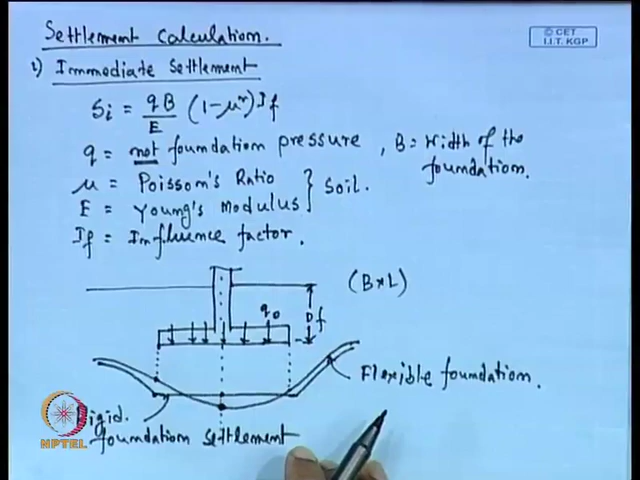 Settlement Calculation.
© CET
I.I.T. KGP
1) Immediate Settlement
Si = qB/E (1-μ²) If
q = net foundation pressure, B = Width of the foundation.
μ = Poisson's Ratio
E = Young's Modulus } Soil.
If = Influence factor.
(B×L)
q0
Df
Flexible foundation.
Rigid.
foundation settlement
NPTEL